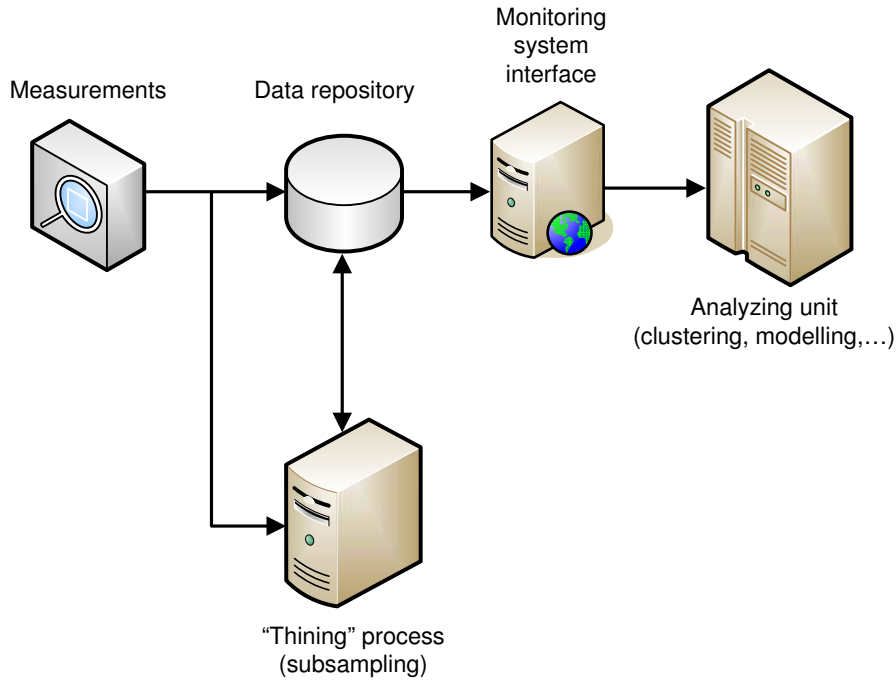 Measurements
Data repository
Monitoring
system
interface
Analyzing unit
(clustering, modelling,…)
“Thining” process
(subsampling)